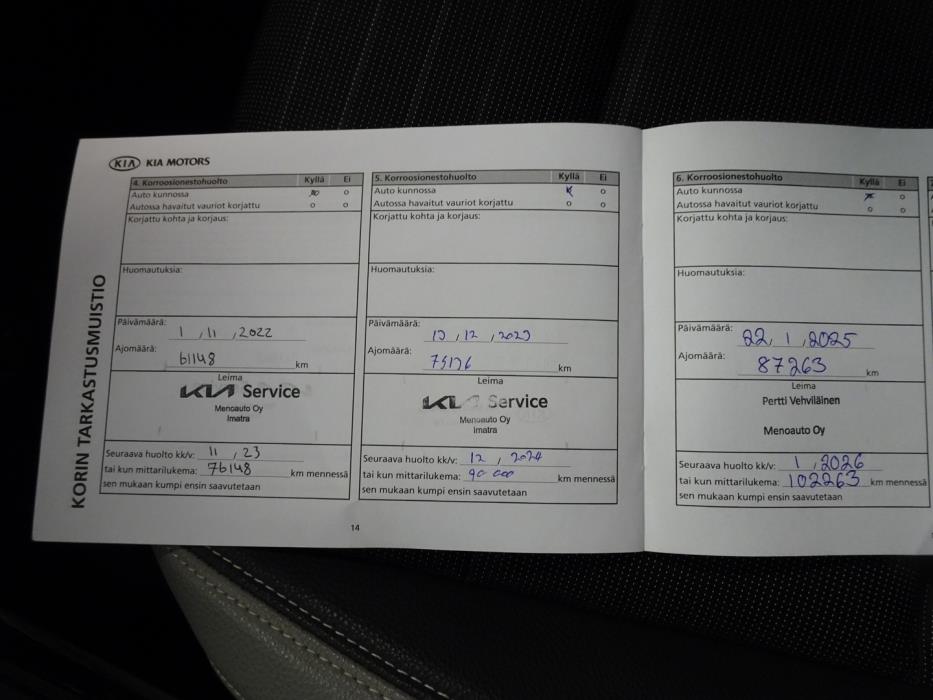 KIA KIA MOTORS
KORIN TARKASTUSMUISTIO
4. Korroosionestohuolto Kyllä Ei
Auto kunnossa
Autossa havaitut vauriot korjattu
Korjattu kohta ja korjaus:
Huomautuksia:
Päivämäärä: 1 , 11 , 2022
Ajomäärä: 61148 km
Leima
KIA Service
Menoauto Oy
Imatra
Seuraava huolto kk/v: 11 , 23
tai kun mittarilukema: 76148 km mennessä
sen mukaan kumpi ensin saavutetaan
14
5. Korroosionestohuolto Kyllä Ei
Auto kunnossa
Autossa havaitut vauriot korjattu
Korjattu kohta ja korjaus:
Huomautuksia:
Päivämäärä: 13 , 12 , 2023
Ajomäärä: 75176 km
Leima
KIA Service
Menoauto Oy
Imatra
Seuraava huolto kk/v: 12 , 2024
tai kun mittarilukema: 90 000 km mennessä
sen mukaan kumpi ensin saavutetaan
6. Korroosionestohuolto Kyllä Ei
Auto kunnossa
Autossa havaitut vauriot korjattu
Korjattu kohta ja korjaus:
Huomautuksia:
Päivämäärä: 22 , 1 , 2025
Ajomäärä: 87263 km
Leima
Pertti Vehviläinen
Menoauto Oy
Seuraava huolto kk/v: 1 , 2026
tai kun mittarilukema: 102263 km mennessä
sen mukaan kumpi ensin saavutetaan